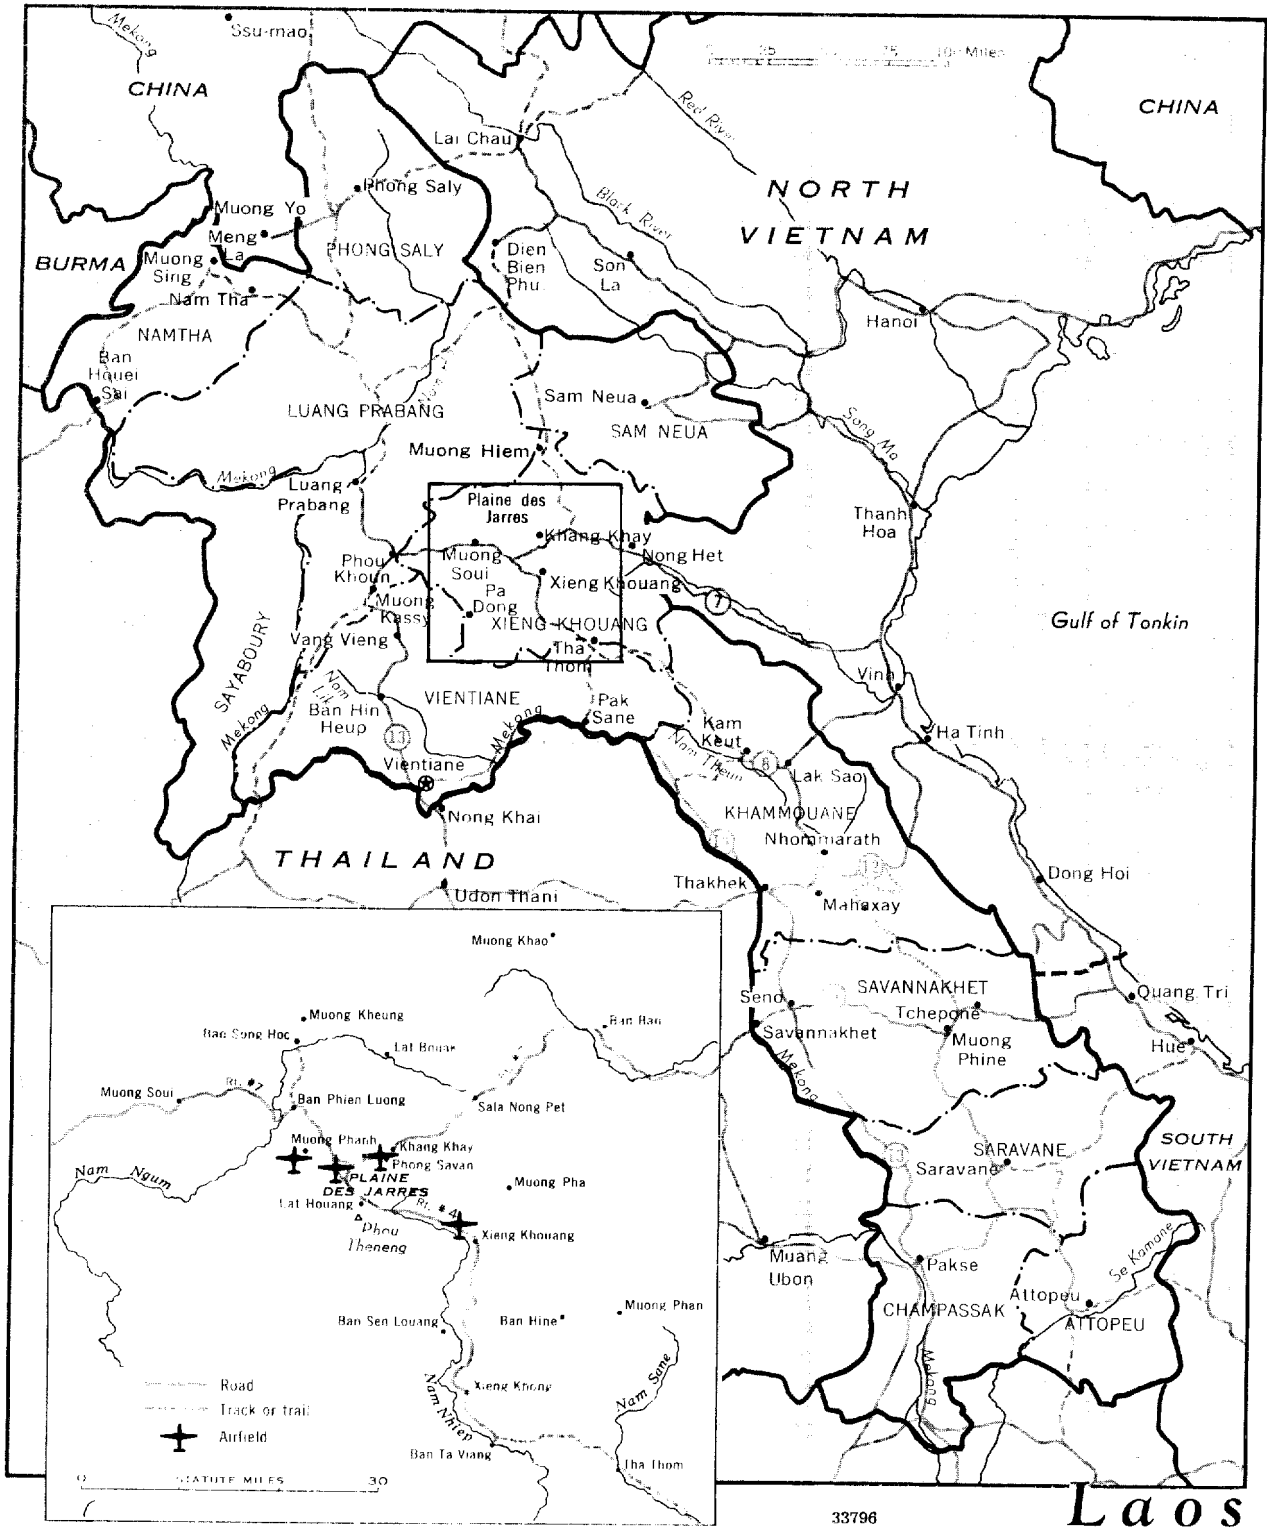 Mekong
Ssu-mao
CHINA
25
75
Miles
CHINA
Red River
Lai Chau
Phong Saly
NORTH
VIETNAM
Black River
Muong Yo
Meng
La
PHONG SALY
BURMA
Muong
Sing
Dien
Bien
Phu
Son
La
Nam Tha
Hanoi
NAMTHA
Ban
Houei
Sai
LUANG PRABANG
Sam Neua
SAM NEUA
Song Ma
Muong Hiem
Mekong
Luang
Prabang
Plaine des
Jarres
Thanh
Hoa
Khang Khay
Nong Het
Phou
Khoun
Muong
Soui
Xieng Khouang
Pa
Dong
7
Muong
Kassy
XIENG KHOUANG
Gulf of Tonkin
Vang Vieng
Tha
Thom
SAYABOURY
Vinh
Nam
Lik
VIENTIANE
Pak
Sane
Ban Hin
Heup
Mekong
Mekong
13
Kam
Keut
Ha Tinh
Nam Theun
8
Vientiane
Lak Sao
Nong Khai
KHAMMOUANE
Nhommarath
THAILAND
12
Thakhek
Dong Hoi
Udon Thani
Mahaxay
Muong Khao
SAVANNAKHET
Seno
Quang Tri
Tchepone
Savannakhet
Muong
Phine
Hue
Muong Kheung
Ban Ban
Ban Song Hoc
Lat Bouak
Mekong
Rt. 7
Muong Soui
Ban Phien Luong
Sala Nong Pet
Muong Phanh
Khang Khay
Phong Savan
SARAVANE
Saravane
13
SOUTH
VIETNAM
Nam Ngum
PLAINE
DES JARRES
Muong Pha
Lat Houang
Rt. 4
Phou
Theneng
Xieng Khouang
Muang
Ubon
Pakse
Se Kamane
Attopeu
CHAMPASSAK
ATTOPEU
Muong Phan
Ban Sen Louang
Ban Hine
Mekong
Nam Sane
Road
Xieng Khong
Track or trail
Nam Nhiep
Airfield
Ban Ta Viang
Tha Thom
0 STATUTE MILES 30
Laos
33796